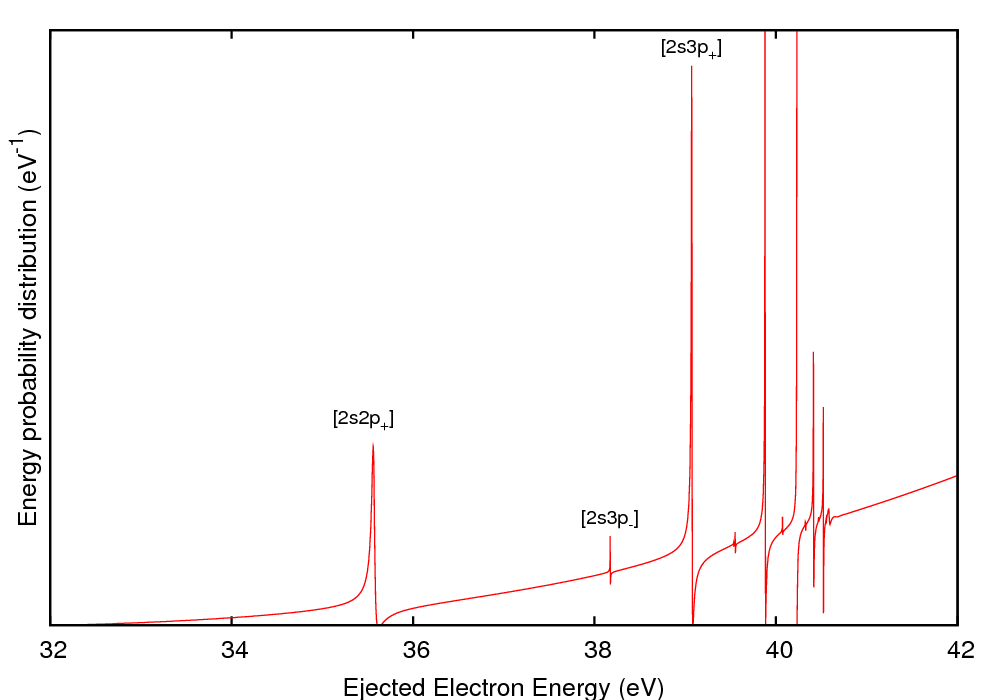 [2s3p+]
[2s2p+]
[2s3p-]
Energy probability distribution (eV-1)
32 34 36 38 40 42
Ejected Electron Energy (eV)